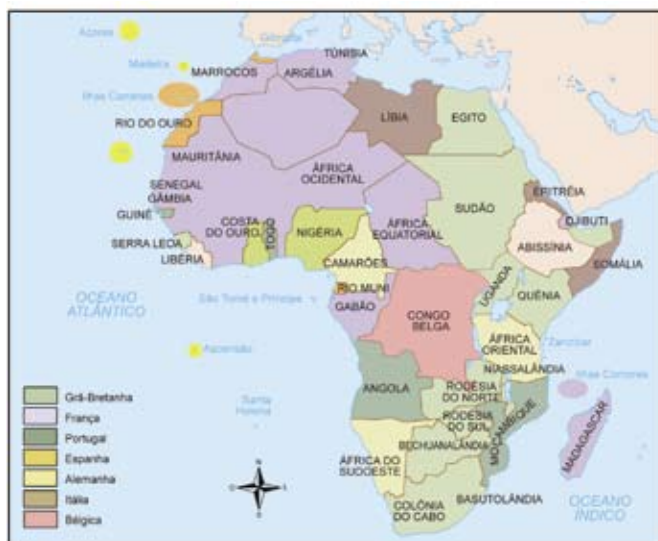 Açores
Gibraltar
Madeira
TÚNISIA
MARROCOS
ARGÉLIA
Ilhas Canárias
RIO DO OURO
LÍBIA
EGITO
MAURITÂNIA
ÁFRICA
OCIDENTAL
SENEGAL
GÂMBIA
GUINÉ
COSTA
DO OURO
TOGO
NIGÉRIA
ÁFRICA
EQUATORIAL
SUDÃO
ERITRÉIA
DJIBUTI
SERRA LEOA
LIBÉRIA
CAMARÕES
ABISSÍNIA
SOMÁLIA
RIO MUNI
UGANDA
QUÊNIA
OCEANO
ATLÂNTICO
São Tomé e Príncipe
GABÃO
CONGO
BELGA
ÁFRICA
ORIENTAL
Zanzibar
Ascensão
NIASSALÂNDIA
Ilhas Comores
ANGOLA
RODÉSIA
DO NORTE
Santa
Helena
RODÉSIA
DO SUL
MOÇAMBIQUE
MADAGASCAR
BECHUANALÂNDIA
ÁFRICA DO
SUDOESTE
BASUTOLÂNDIA
COLÔNIA
DO CABO
OCEANO
ÍNDICO
Grã-Bretanha
França
Portugal
Espanha
Alemanha
Itália
Bélgica
N